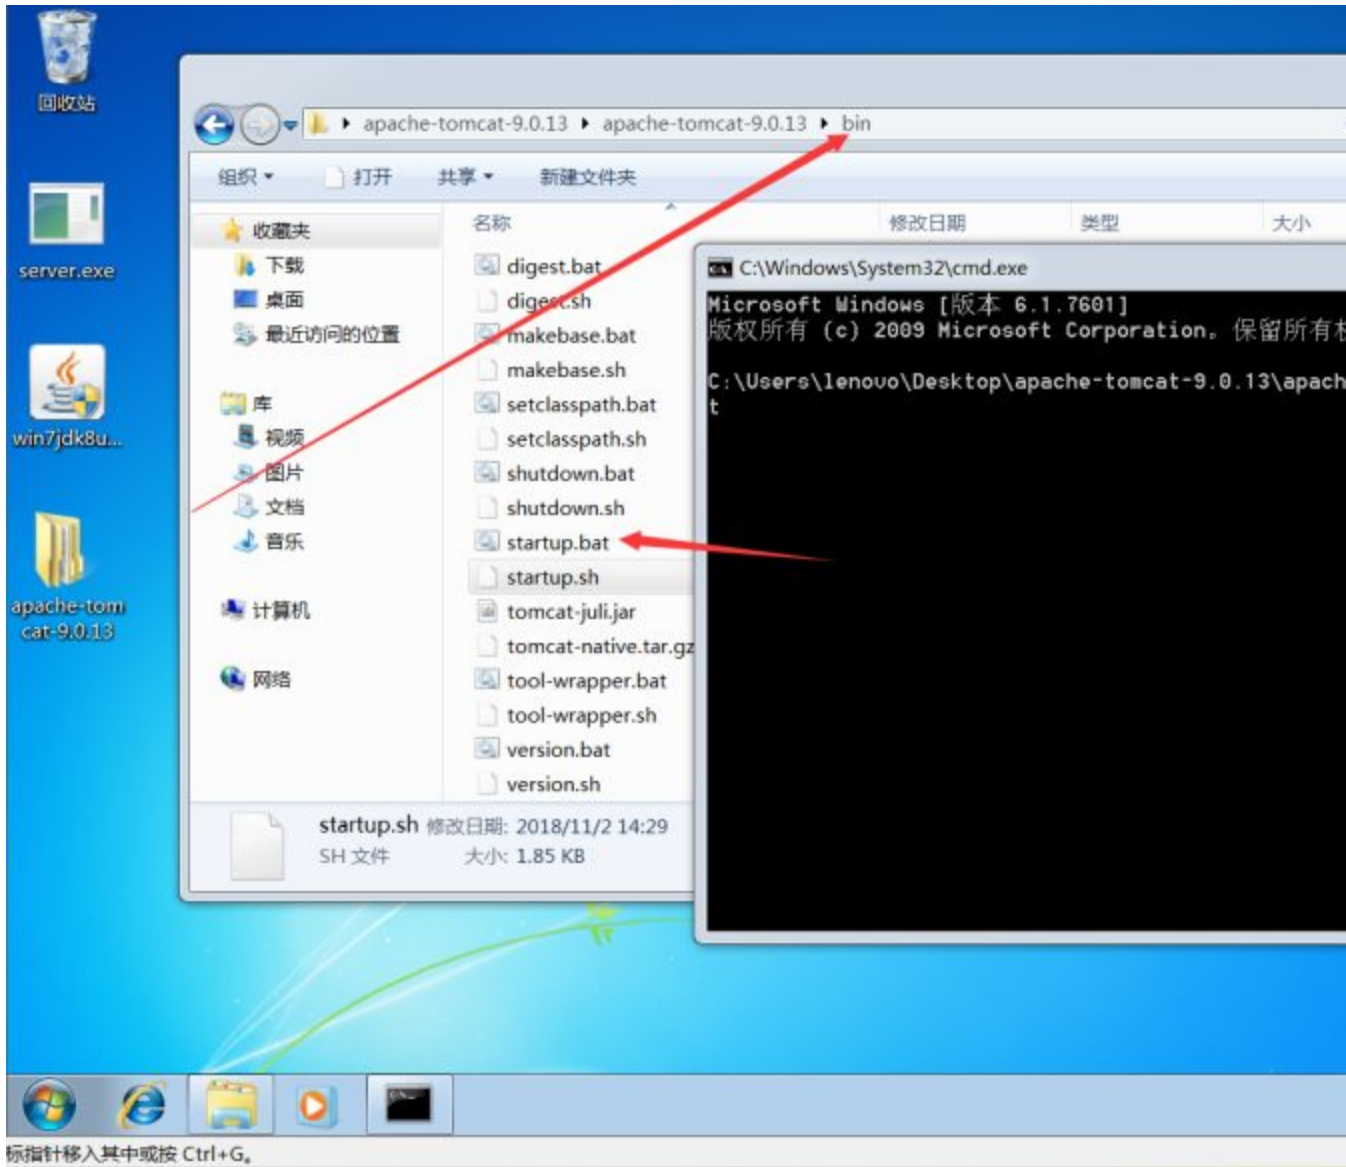 回收站
server.exe
win7jdk8u...
apache-tom
cat-9.0.13
apache-tomcat-9.0.13 apache-tomcat-9.0.13 bin
组织 打开 共享 新建文件夹
收藏夹
下载
桌面
最近访问的位置
库
视频
图片
文档
音乐
计算机
网络
名称 修改日期 类型 大小
digest.bat
digest.sh
makebase.bat
makebase.sh
setclasspath.bat
setclasspath.sh
shutdown.bat
shutdown.sh
startup.bat
startup.sh
tomcat-juli.jar
tomcat-native.tar.gz
tool-wrapper.bat
tool-wrapper.sh
version.bat
version.sh
startup.sh 修改日期: 2018/11/2 14:29
SH 文件 大小: 1.85 KB
C:\Windows\System32\cmd.exe
Microsoft Windows [版本 6.1.7601]
版权所有 (c) 2009 Microsoft Corporation。保留所有
C:\Users\lenovo\Desktop\apache-tomcat-9.0.13\apach
t
标指针移入其中或按 Ctrl+G。